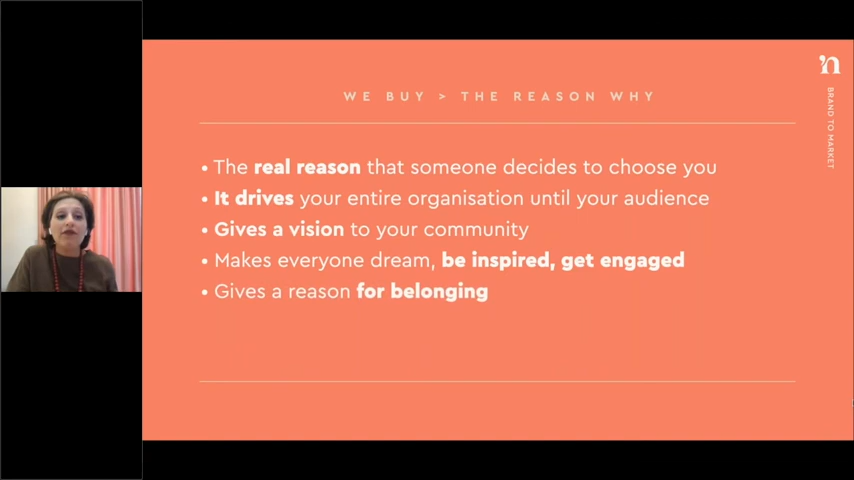 WE BUY > THE REASON WHY
• The real reason that someone decides to choose you
• It drives your entire organisation until your audience
• Gives a vision to your community
• Makes everyone dream, be inspired, get engaged
• Gives a reason for belonging
'n
BRAND TO MARKET